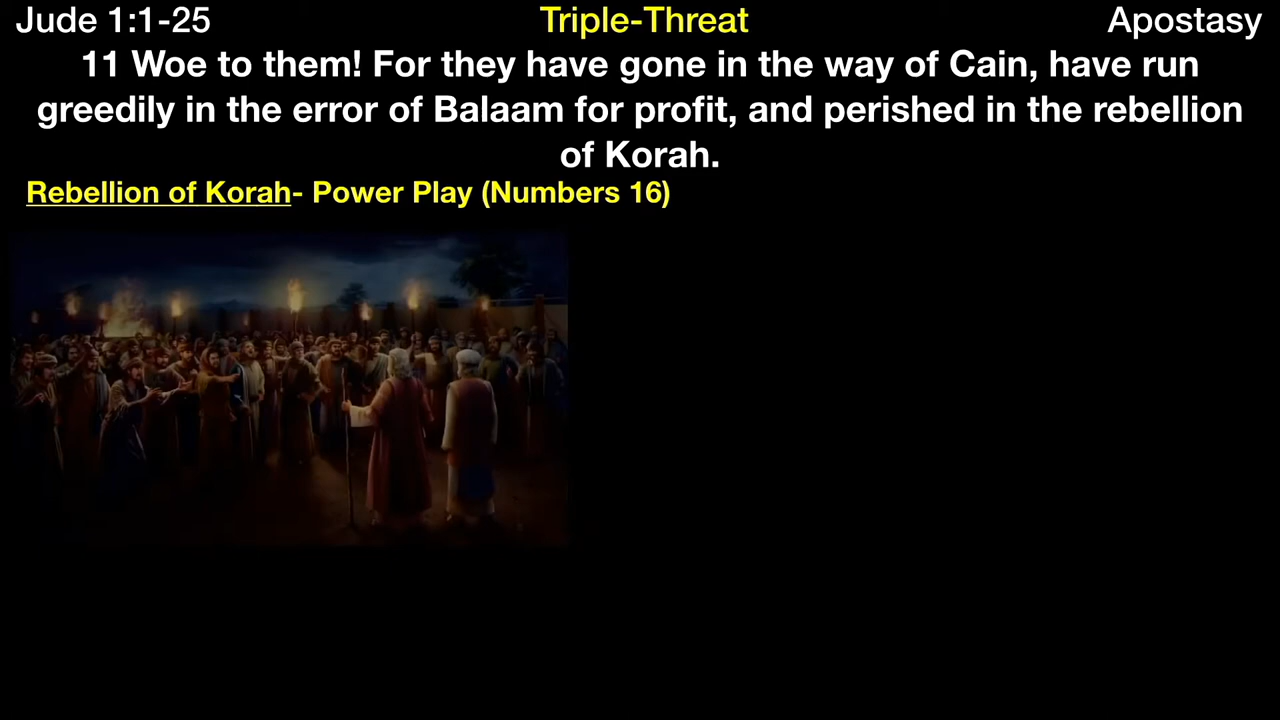 Jude 1:1-25 Triple-Threat Apostasy
11 Woe to them! For they have gone in the way of Cain, have run
greedily in the error of Balaam for profit, and perished in the rebellion
of Korah.
Rebellion of Korah- Power Play (Numbers 16)